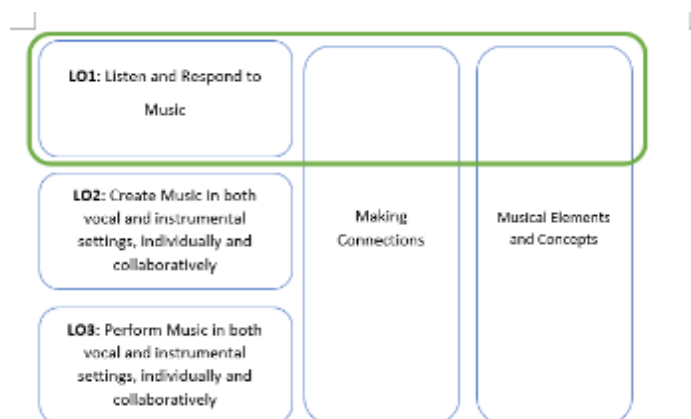 LO1: Listen and Respond to
Music
LO2: Create Music in both
vocal and instrumental
settings, individually and
collaboratively
LO3: Perform Music in both
vocal and instrumental
settings, individually and
collaboratively
Making
Connections
Musical Elements
and Concepts